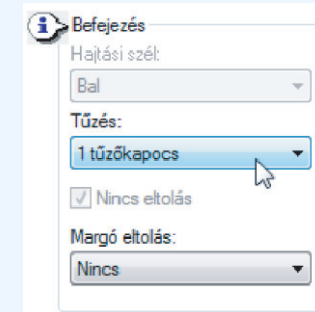 Befejezés
Hajtási szél:
Bal
Tűzés:
1 tűzőkapocs
Nincs eltolás
Margó eltolás:
Nincs